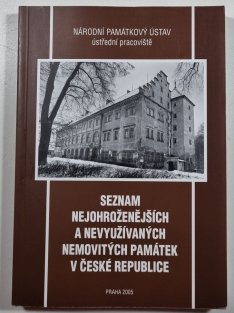 NÁRODNÍ PAMÁTKOVÝ ÚSTAV
ústřední pracoviště
SEZNAM
NEJOHROŽENĚJŠÍCH
A NEVYUŽÍVANÝCH
NEMOVITÝCH PAMÁTEK
V ČESKÉ REPUBLICE
PRAHA 2005